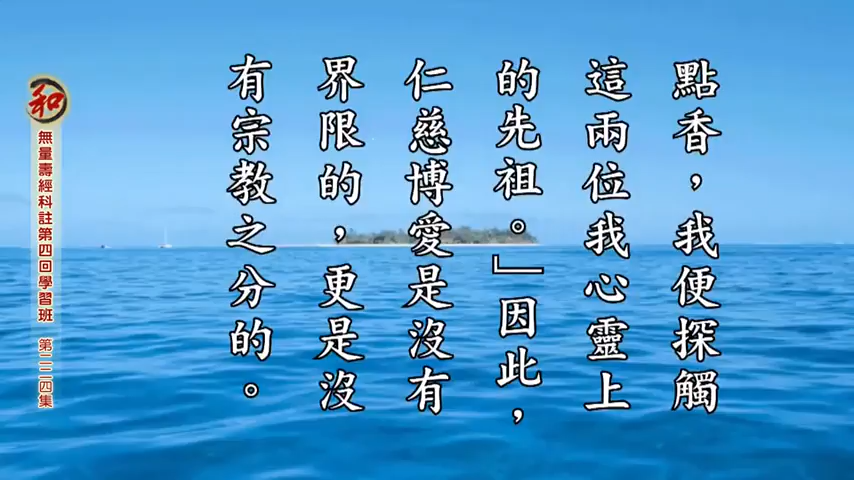 點香，我便探觸
這兩位我心靈上
的先祖。」因此，
仁慈博愛是沒有
界限的，更是沒
有宗教之分的。
和
無量壽經科註第四回學習班 第二二四集